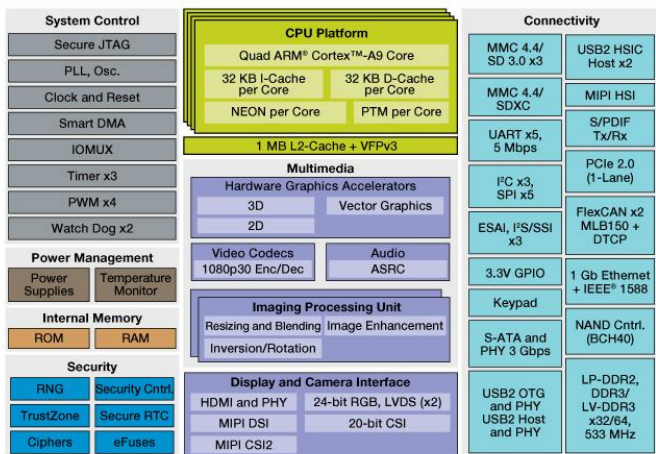 System Control
Secure JTAG
PLL, Osc.
Clock and Reset
Smart DMA
IOMUX
Timer x3
PWM x4
Watch Dog x2
Power Management
Power
Supplies
Temperature
Monitor
Internal Memory
ROM
RAM
Security
RNG
Security Cntrl.
TrustZone
Secure RTC
Ciphers
eFuses
CPU Platform
Quad ARM® Cortex™-A9 Core
32 KB I-Cache
per Core
32 KB D-Cache
per Core
NEON per Core
PTM per Core
1 MB L2-Cache + VFPv3
Multimedia
Hardware Graphics Accelerators
3D
Vector Graphics
2D
Video Codecs
1080p30 Enc/Dec
Audio
ASRC
Imaging Processing Unit
Resizing and Blending
Image Enhancement
Inversion/Rotation
Display and Camera Interface
HDMI and PHY
24-bit RGB, LVDS (x2)
MIPI DSI
20-bit CSI
MIPI CSI2
Connectivity
MMC 4.4/
SD 3.0 x3
MMC 4.4/
SDXC
UART x5,
5 Mbps
I²C x3,
SPI x5
ESAI, I²S/SSI
x3
3.3V GPIO
Keypad
S-ATA and
PHY 3 Gbps
USB2 OTG
and PHY
USB2 Host
and PHY
USB2 HSIC
Host x2
MIPI HSI
S/PDIF
Tx/Rx
PCIe 2.0
(1-Lane)
FlexCAN x2
MLB150 +
DTCP
1 Gb Ethernet
+ IEEE® 1588
NAND Cntrl.
(BCH40)
LP-DDR2,
DDR3/
LV-DDR3
x32/64,
533 MHz